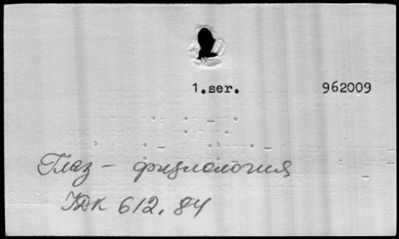 1.ser. 962009
Глаз – физиология
УДК 612.84